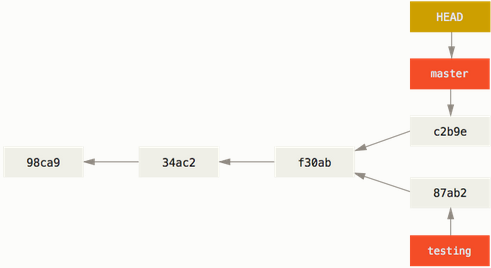 HEAD
master
c2b9e
98ca9
34ac2
f30ab
87ab2
testing